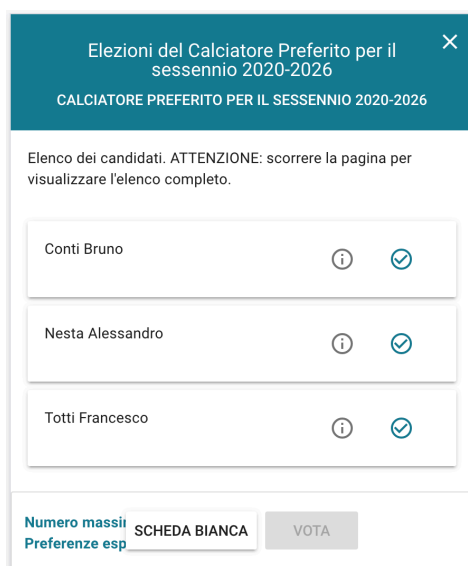 Elezioni del Calciatore Preferito per il
sessennio 2020-2026
CALCIATORE PREFERITO PER IL SESSENNIO 2020-2026
Elenco dei candidati. ATTENZIONE: scorrere la pagina per
visualizzare l'elenco completo.
Conti Bruno
Nesta Alessandro
Totti Francesco
Numero massi
Preferenze esp
SCHEDA BIANCA
VOTA